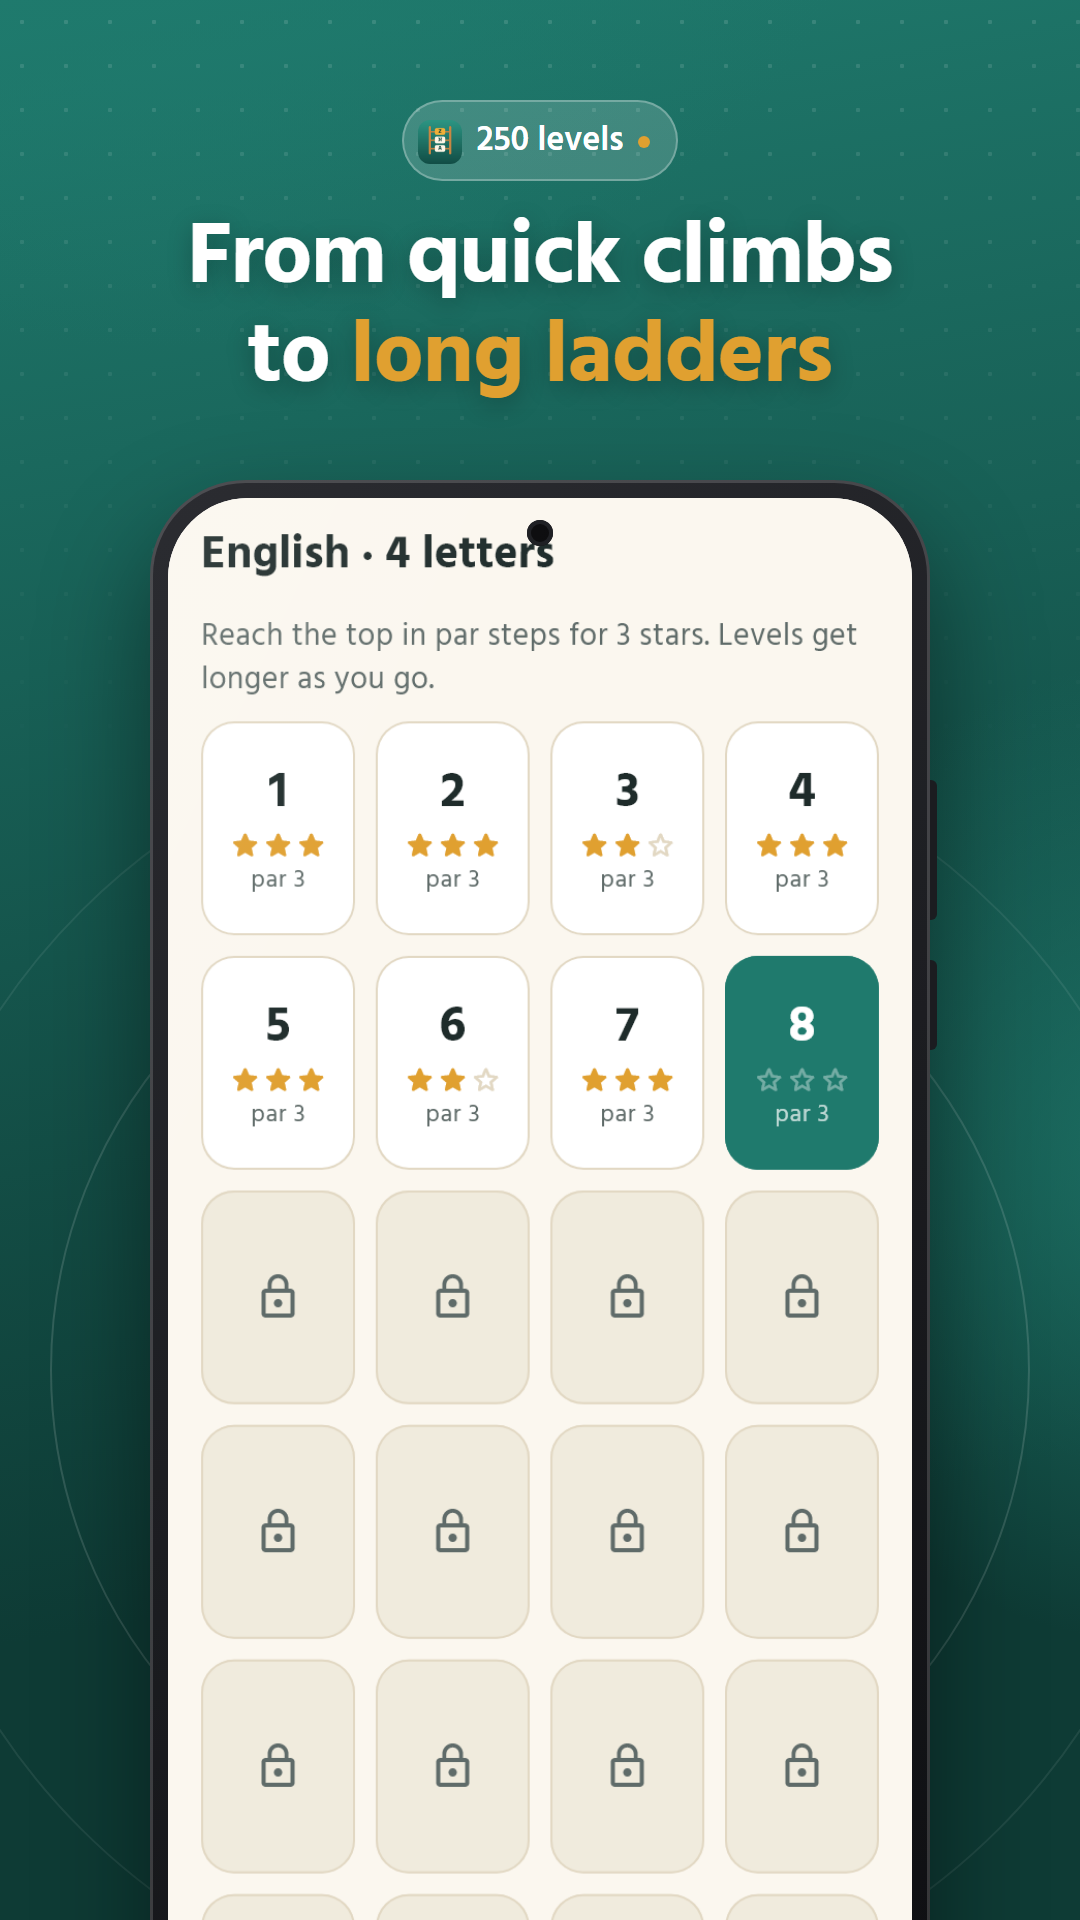 250 levels
From quick climbs
to long ladders
English · 4 letters
Reach the top in par steps for 3 stars. Levels get
longer as you go.
1 2 3 4
par 3 par 3 par 3 par 3
5 6 7 8
par 3 par 3 par 3 par 3